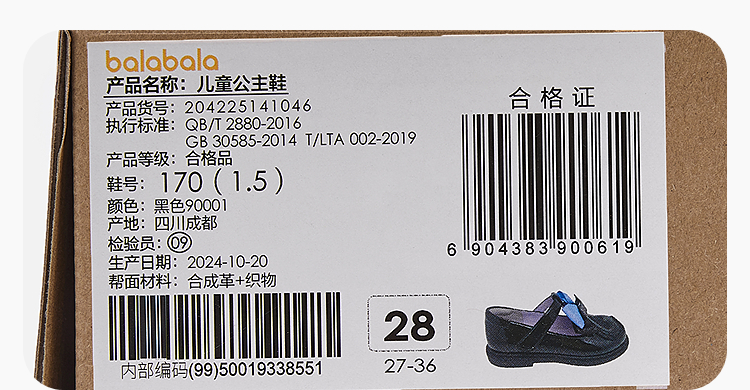 balabala
产品名称：儿童公主鞋
产品货号：204225141046
执行标准：QB/T 2880-2016
GB 30585-2014 T/LTA 002-2019
产品等级：合格品
鞋号：170（1.5）
颜色：黑色90001
产地：四川成都
检验员：09
生产日期：2024-10-20
帮面材料：合成革+织物
内部编码(99)50019338551
合格证
6 904383 900619
28
27-36